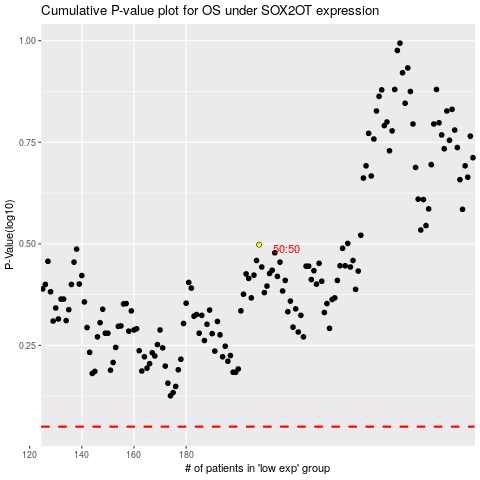 Cumulative P-value plot for OS under SOX2OT expression
P-Value(log10)
1.00
0.75
0.50
0.25
50:50
120 140 160 180
# of patients in 'low exp' group